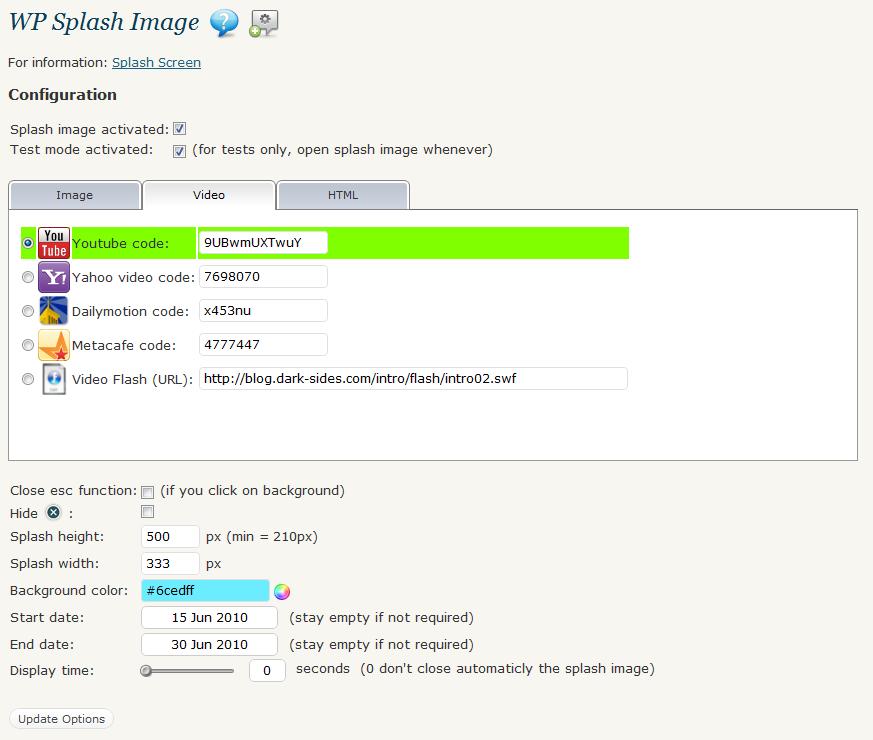 WP Splash Image
For information: Splash Screen
Configuration
Splash image activated:
Test mode activated: (for tests only, open splash image whenever)
Image Video HTML
You Tube Youtube code: 9UBwmUXTwuY
Y! Yahoo video code: 7698070
Dailymotion code: x453nu
Metacafe code: 4777447
Video Flash (URL): http://blog.dark-sides.com/intro/flash/intro02.swf
Close esc function: (if you click on background)
Hide :
Splash height: 500 px (min = 210px)
Splash width: 333 px
Background color: #6cedff
Start date: 15 Jun 2010 (stay empty if not required)
End date: 30 Jun 2010 (stay empty if not required)
Display time: 0 seconds (0 don't close automaticly the splash image)
Update Options